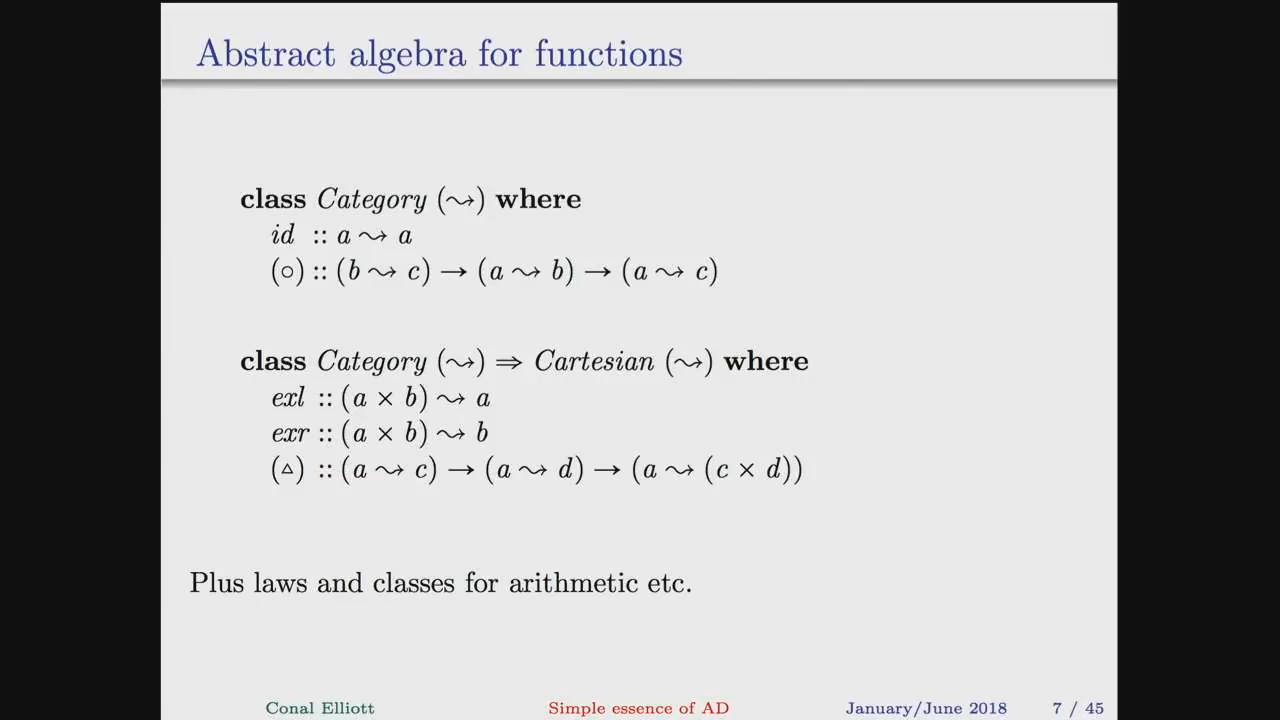 Abstract algebra for functions
class Category (⇝) where
id :: a ⇝ a
(∘) :: (b ⇝ c) → (a ⇝ b) → (a ⇝ c)
class Category (⇝) ⇒ Cartesian (⇝) where
exl :: (a × b) ⇝ a
exr :: (a × b) ⇝ b
(▵) :: (a ⇝ c) → (a ⇝ d) → (a ⇝ (c × d))
Plus laws and classes for arithmetic etc.
Conal Elliott Simple essence of AD January/June 2018 7 / 45